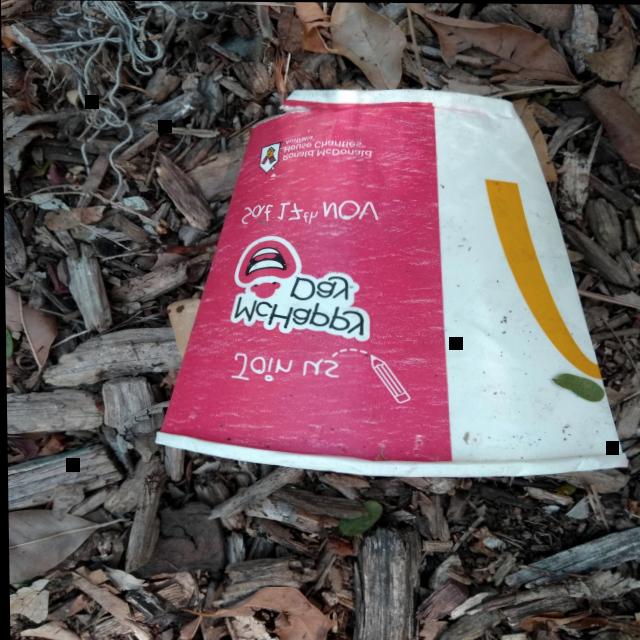 Join us
McHappy
Day
Sat 17th NOV
Ronald McDonald
House Charities